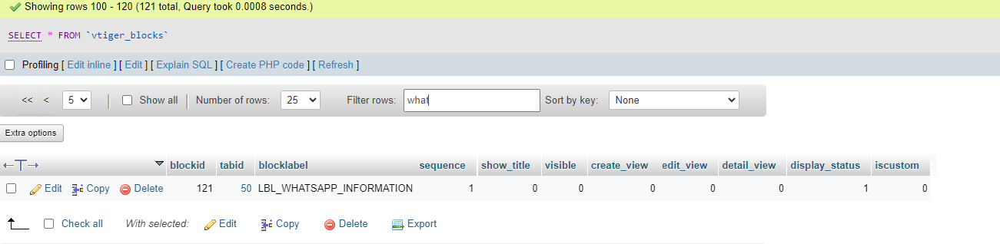 Showing rows 100 - 120 (121 total, Query took 0.0008 seconds.)
SELECT * FROM `vtiger_blocks`
Profiling [ Edit inline ] [ Edit ] [ Explain SQL ] [ Create PHP code ] [ Refresh ]
<< < 5 Show all Number of rows: 25 Filter rows: what Sort by key: None
Extra options
←T→ blockid tabid blocklabel sequence show_title visible create_view edit_view detail_view display_status iscustom
Edit Copy Delete 121 50 LBL_WHATSAPP_INFORMATION 1 0 0 0 0 0 1 0
Check all With selected: Edit Copy Delete Export